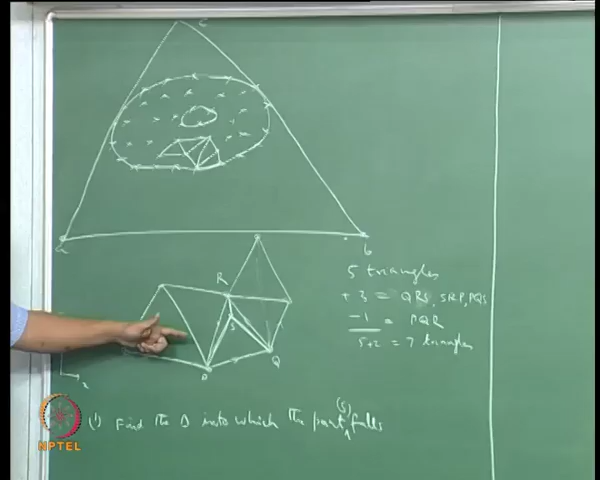 c
a
b
R
S
Q
5 triangles
+3 = QRS, SRP, PQS
-1 = PQR
5+2 = 7 triangles
(1) Find the Δ into which the part (S) falls
NPTEL